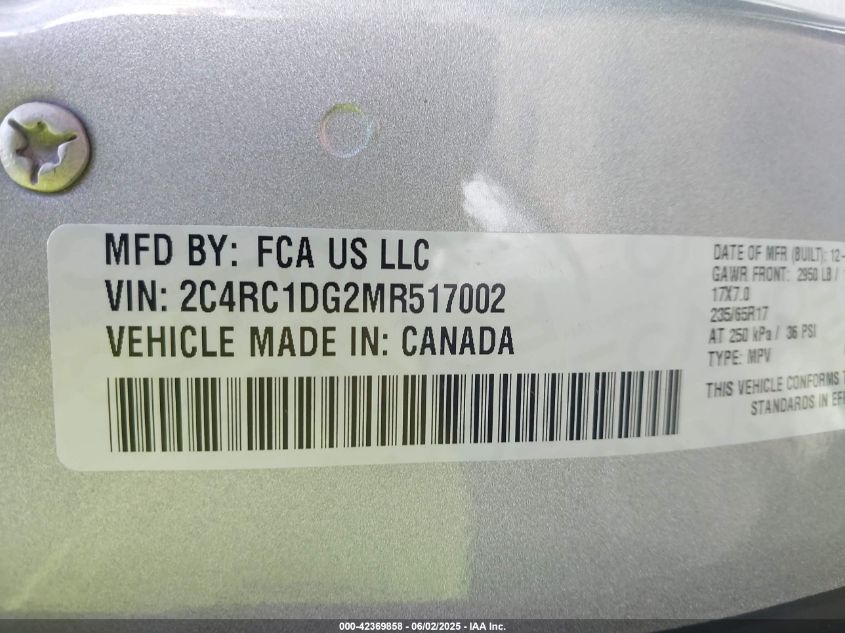 MFD BY: FCA US LLC
VIN: 2C4RC1DG2MR517002
VEHICLE MADE IN: CANADA
DATE OF MFR (BUILT): 12-
GAWR FRONT: 2950 LB /
17X7.0
235/65R17
AT 250 kPa / 36 PSI
TYPE: MPV
THIS VEHICLE CONFORMS
STANDARDS IN
000-42369858 - 06/02/2025 - IAA Inc.